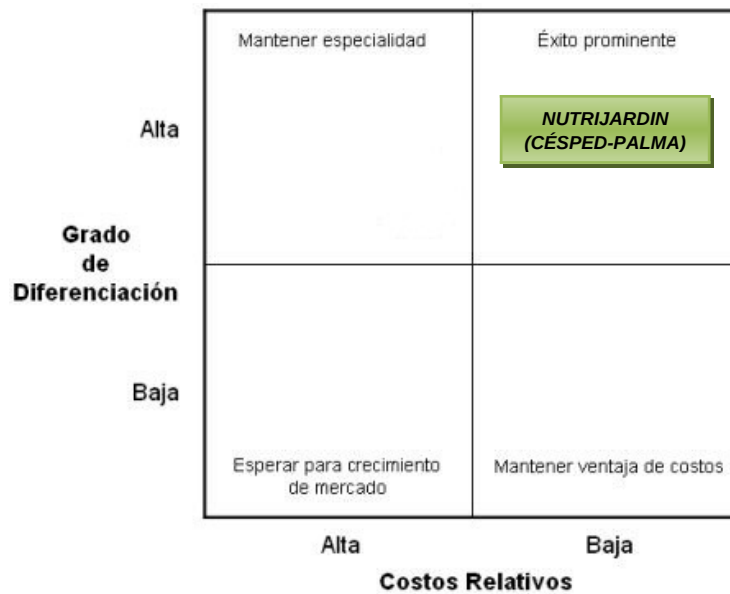 Mantener especialidad
Éxito prominente
NUTRIJARDIN
(CÉSPED-PALMA)
Alta
Grado
de
Diferenciación
Baja
Esperar para crecimiento
de mercado
Mantener ventaja de costos
Alta
Baja
Costos Relativos